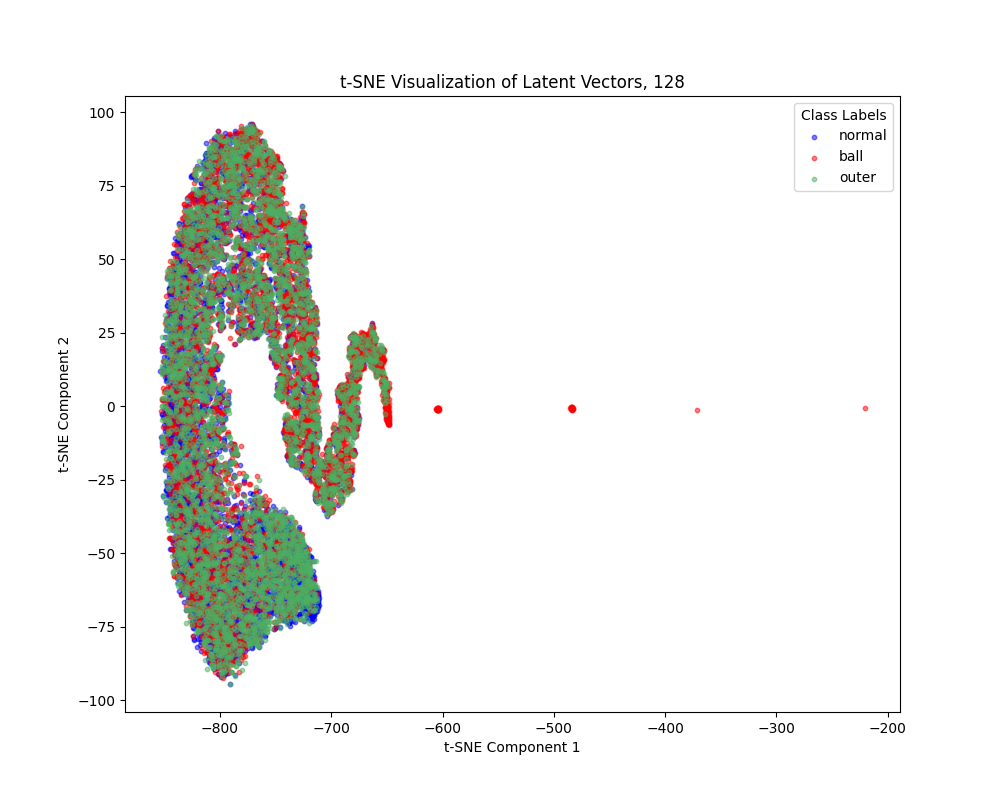 t-SNE Visualization of Latent Vectors, 128
Class Labels
normal
ball
outer
100
75
50
25
0
−25
−50
−75
−100
t-SNE Component 2
−800
−700
−600
−500
−400
−300
−200
t-SNE Component 1